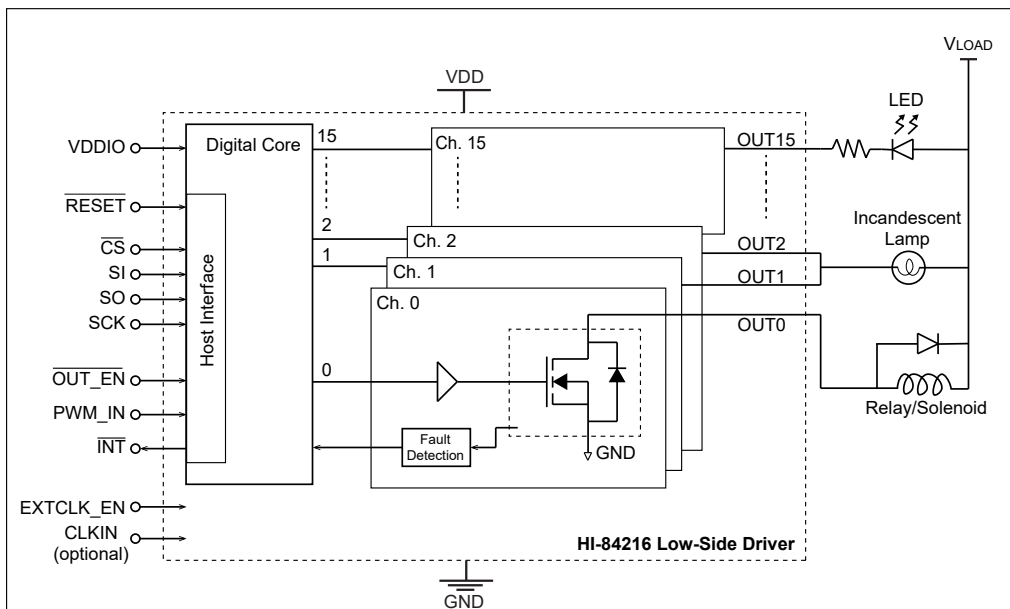 VLOAD
VDD
LED
VDDIO
Digital Core
15
Ch. 15
OUT15
RESET
2
Ch. 2
OUT2
Incandescent
Lamp
CS
1
Ch. 1
OUT1
SI
SO
Ch. 0
SCK
OUT0
Host Interface
OUT_EN
0
PWM_IN
Relay/Solenoid
INT
Fault
Detection
GND
EXTCLK_EN
CLKIN
(optional)
HI-84216 Low-Side Driver
GND